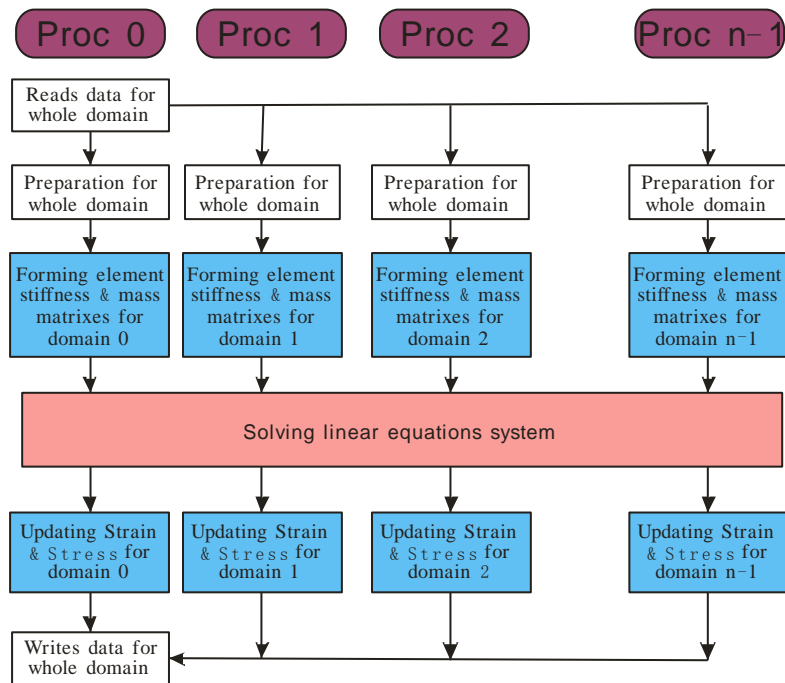 Proc 0
Proc 1
Proc 2
Proc n-1
Reads data for
whole domain
Preparation for
whole domain
Preparation for
whole domain
Preparation for
whole domain
Preparation for
whole domain
Forming element
stiffness & mass
matrixes for
domain 0
Forming element
stiffness & mass
matrixes for
domain 1
Forming element
stiffness & mass
matrixes for
domain 2
Forming element
stiffness & mass
matrixes for
domain n-1
Solving linear equations system
Updating Strain
& Stress for
domain 0
Updating Strain
& Stress for
domain 1
Updating Strain
& Stress for
domain 2
Updating Strain
& Stress for
domain n-1
Writes data for
whole domain